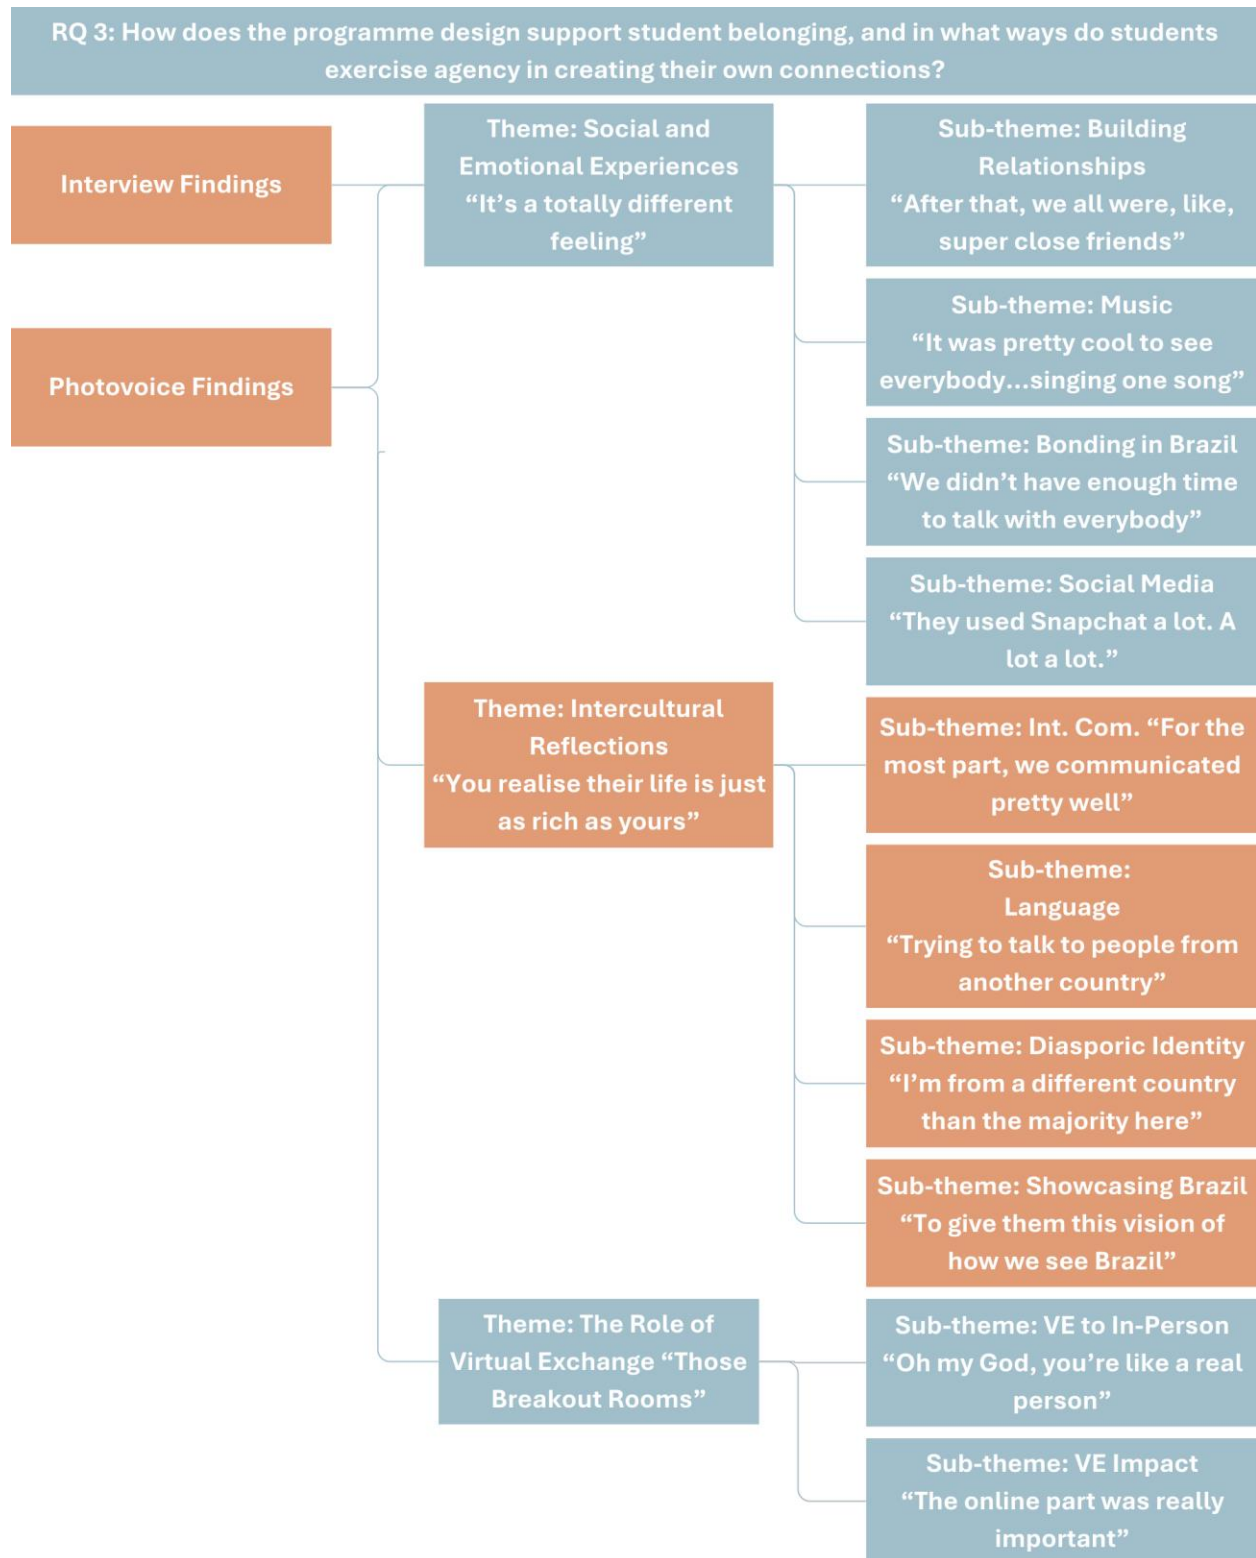 RQ 3: How does the programme design support student belonging, and in what ways do students
exercise agency in creating their own connections?
Interview Findings
Photovoice Findings
Theme: Social and
Emotional Experiences
“It’s a totally different
feeling”
Sub-theme: Building
Relationships
“After that, we all were, like,
super close friends”
Sub-theme: Music
“It was pretty cool to see
everybody...singing one song”
Sub-theme: Bonding in Brazil
“We didn’t have enough time
to talk with everybody”
Sub-theme: Social Media
“They used Snapchat a lot. A
lot a lot.”
Theme: Intercultural
Reflections
“You realise their life is just
as rich as yours”
Sub-theme: Int. Com. “For the
most part, we communicated
pretty well”
Sub-theme:
Language
“Trying to talk to people from
another country”
Sub-theme: Diasporic Identity
“I’m from a different country
than the majority here”
Sub-theme: Showcasing Brazil
“To give them this vision of
how we see Brazil”
Theme: The Role of
Virtual Exchange “Those
Breakout Rooms”
Sub-theme: VE to In-Person
“Oh my God, you’re like a real
person”
Sub-theme: VE Impact
“The online part was really
important”